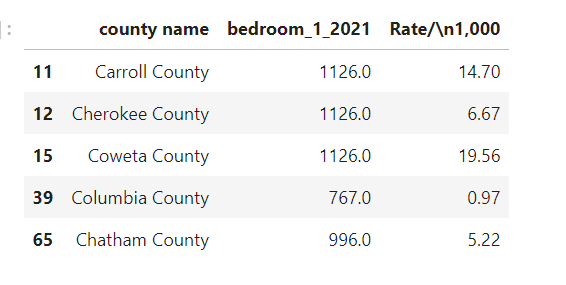 :
county name bedroom_1_2021 Rate/\n1,000
11 Carroll County 1126.0 14.70
12 Cherokee County 1126.0 6.67
15 Coweta County 1126.0 19.56
39 Columbia County 767.0 0.97
65 Chatham County 996.0 5.22